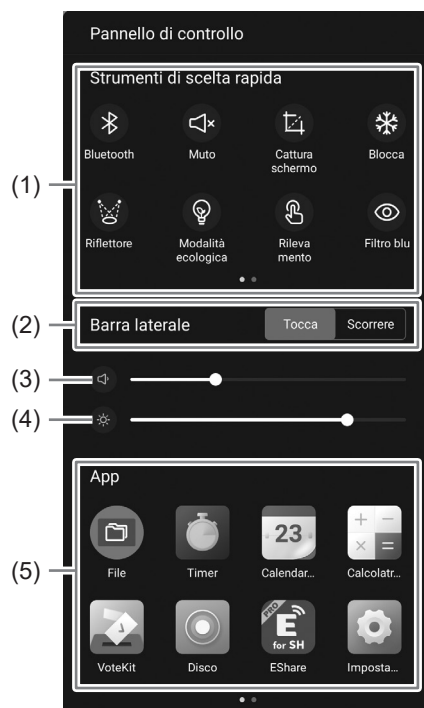 Pannello di controllo
(1)
Strumenti di scelta rapida
Bluetooth
Muto
Cattura
schermo
Blocca
Riflettore
Modalità
ecologica
Rileva
mento
Filtro blu
(2)
Barra laterale
Tocca
Scorrere
(3)
(4)
(5)
App
23
+ −
× =
File
Timer
Calendar...
Calcolatr...
PRO
E
for SH
VoteKit
Disco
EShare
Imposta...